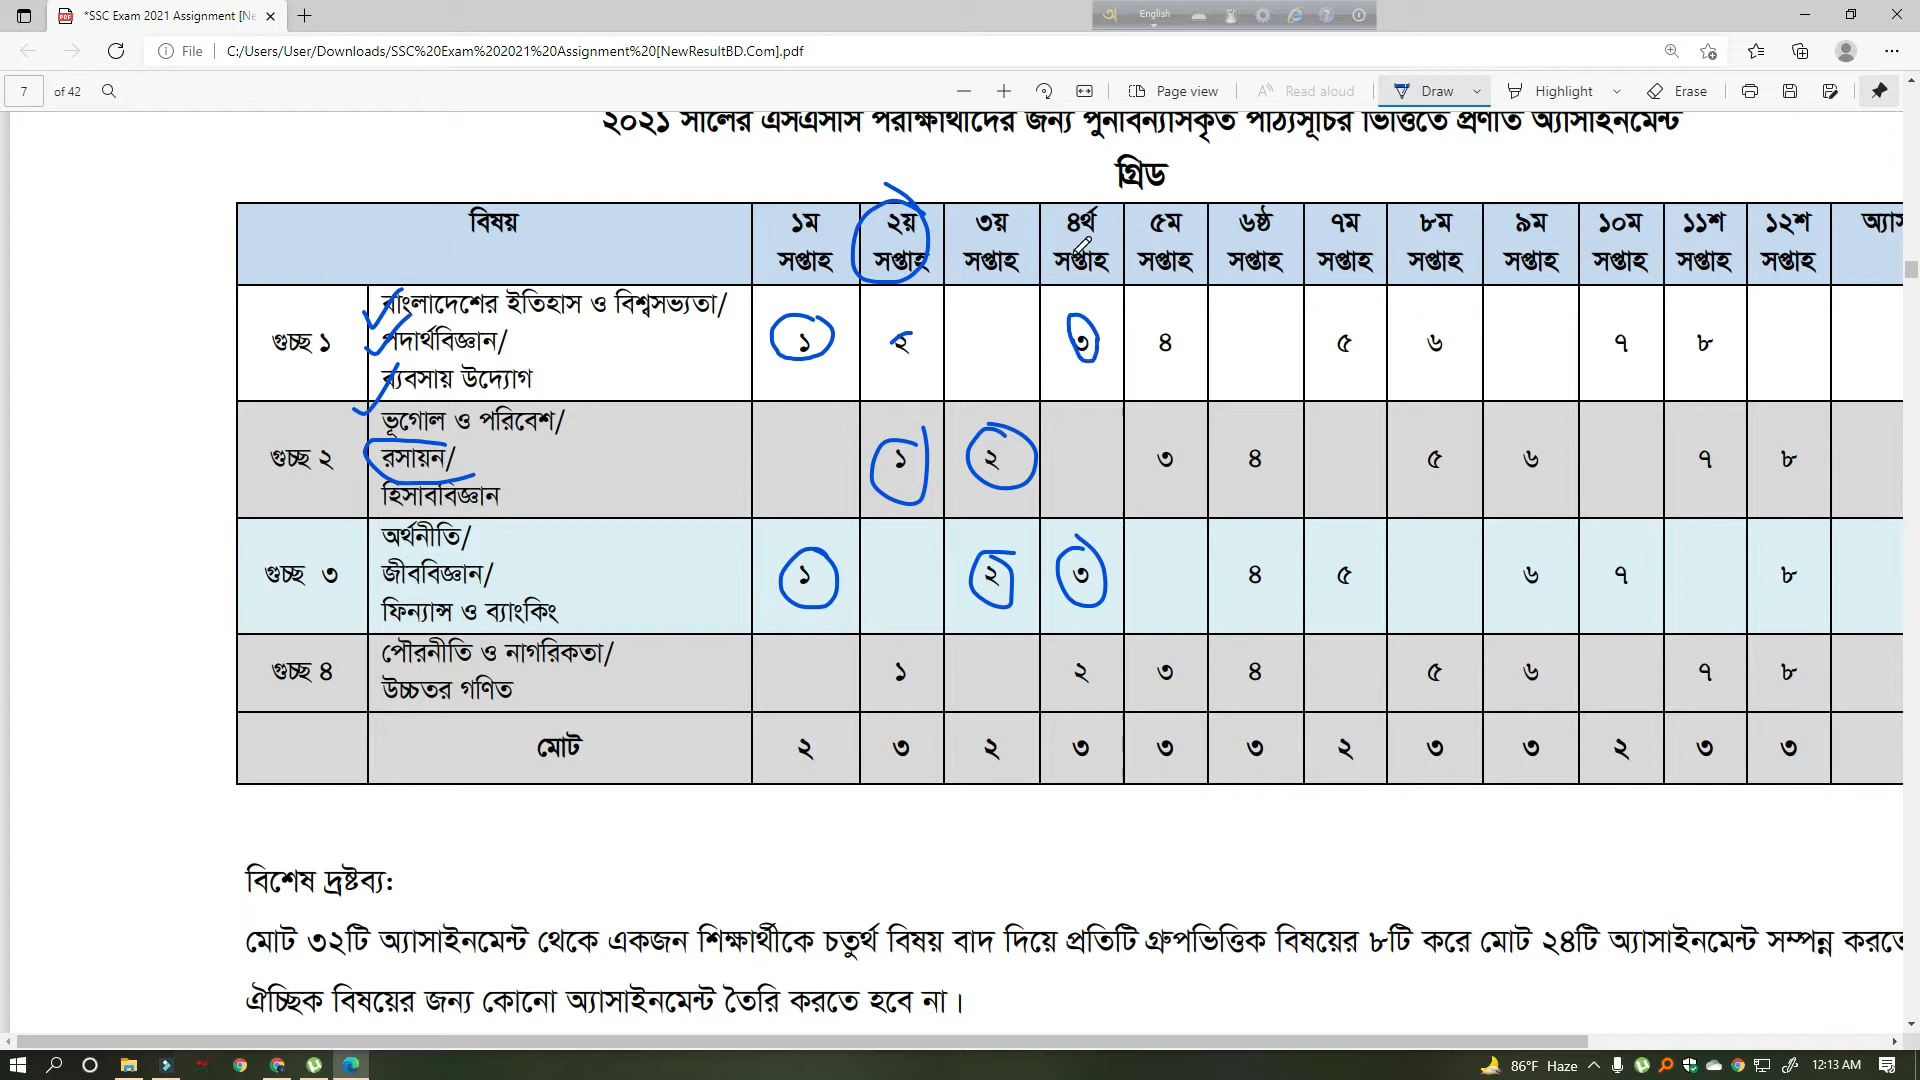 *SSC Exam 2021 Assignment [Ne
English
File
C:/Users/User/Downloads/SSC%20Exam%202021%20Assignment%20[NewResultBD.Com].pdf
7 of 42
Page view
Read aloud
Draw
Highlight
Erase
২০২১ সালের এসএসসি পরীক্ষার্থীদের জন্য পুনর্বিন্যাসকৃত পাঠ্যসূচির ভিত্তিতে প্রণীত অ্যাসাইনমেন্ট
গ্রিড
বিষয় ১ম সপ্তাহ ২য় সপ্তাহ ৩য় সপ্তাহ ৪র্থ সপ্তাহ ৫ম সপ্তাহ ৬ষ্ঠ সপ্তাহ ৭ম সপ্তাহ ৮ম সপ্তাহ ৯ম সপ্তাহ ১০ম সপ্তাহ ১১শ সপ্তাহ ১২শ সপ্তাহ অ্যাস
গুচ্ছ ১
বাংলাদেশের ইতিহাস ও বিশ্বসভ্যতা/
পদার্থবিজ্ঞান/
ব্যবসায় উদ্যোগ
১ ২ ৩ ৪ ৫ ৬ ৭ ৮
গুচ্ছ ২
ভূগোল ও পরিবেশ/
রসায়ন/
হিসাববিজ্ঞান
১ ২ ৩ ৪ ৫ ৬ ৭ ৮
গুচ্ছ ৩
অর্থনীতি/
জীববিজ্ঞান/
ফিন্যান্স ও ব্যাংকিং
১ ২ ৩ ৪ ৫ ৬ ৭ ৮
গুচ্ছ ৪
পৌরনীতি ও নাগরিকতা/
উচ্চতর গণিত
১ ২ ৩ ৪ ৫ ৬ ৭ ৮
মোট ২ ৩ ২ ৩ ৩ ৩ ২ ৩ ৩ ২ ৩ ৩
বিশেষ দ্রষ্টব্য:
মোট ৩২টি অ্যাসাইনমেন্ট থেকে একজন শিক্ষার্থীকে চতুর্থ বিষয় বাদ দিয়ে প্রতিটি গ্রুপভিত্তিক বিষয়ের ৮টি করে মোট ২৪টি অ্যাসাইনমেন্ট সম্পন্ন করতে
ঐচ্ছিক বিষয়ের জন্য কোনো অ্যাসাইনমেন্ট তৈরি করতে হবে না।
86°F Haze
12:13 AM